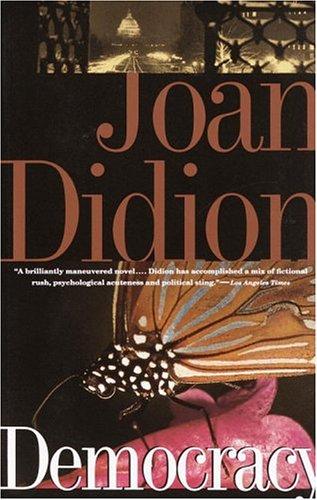 Joan
Didion
"A brilliantly maneuvered novel.... Didion has accomplished a mix of fictional
rush, psychological acuteness and political sting."—Los Angeles Times
Democracy